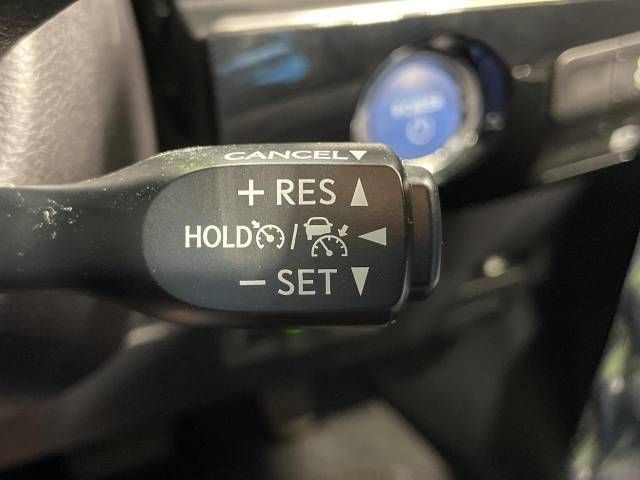 CANCEL▼
+ RES ▲
HOLD / ◀
− SET ▼